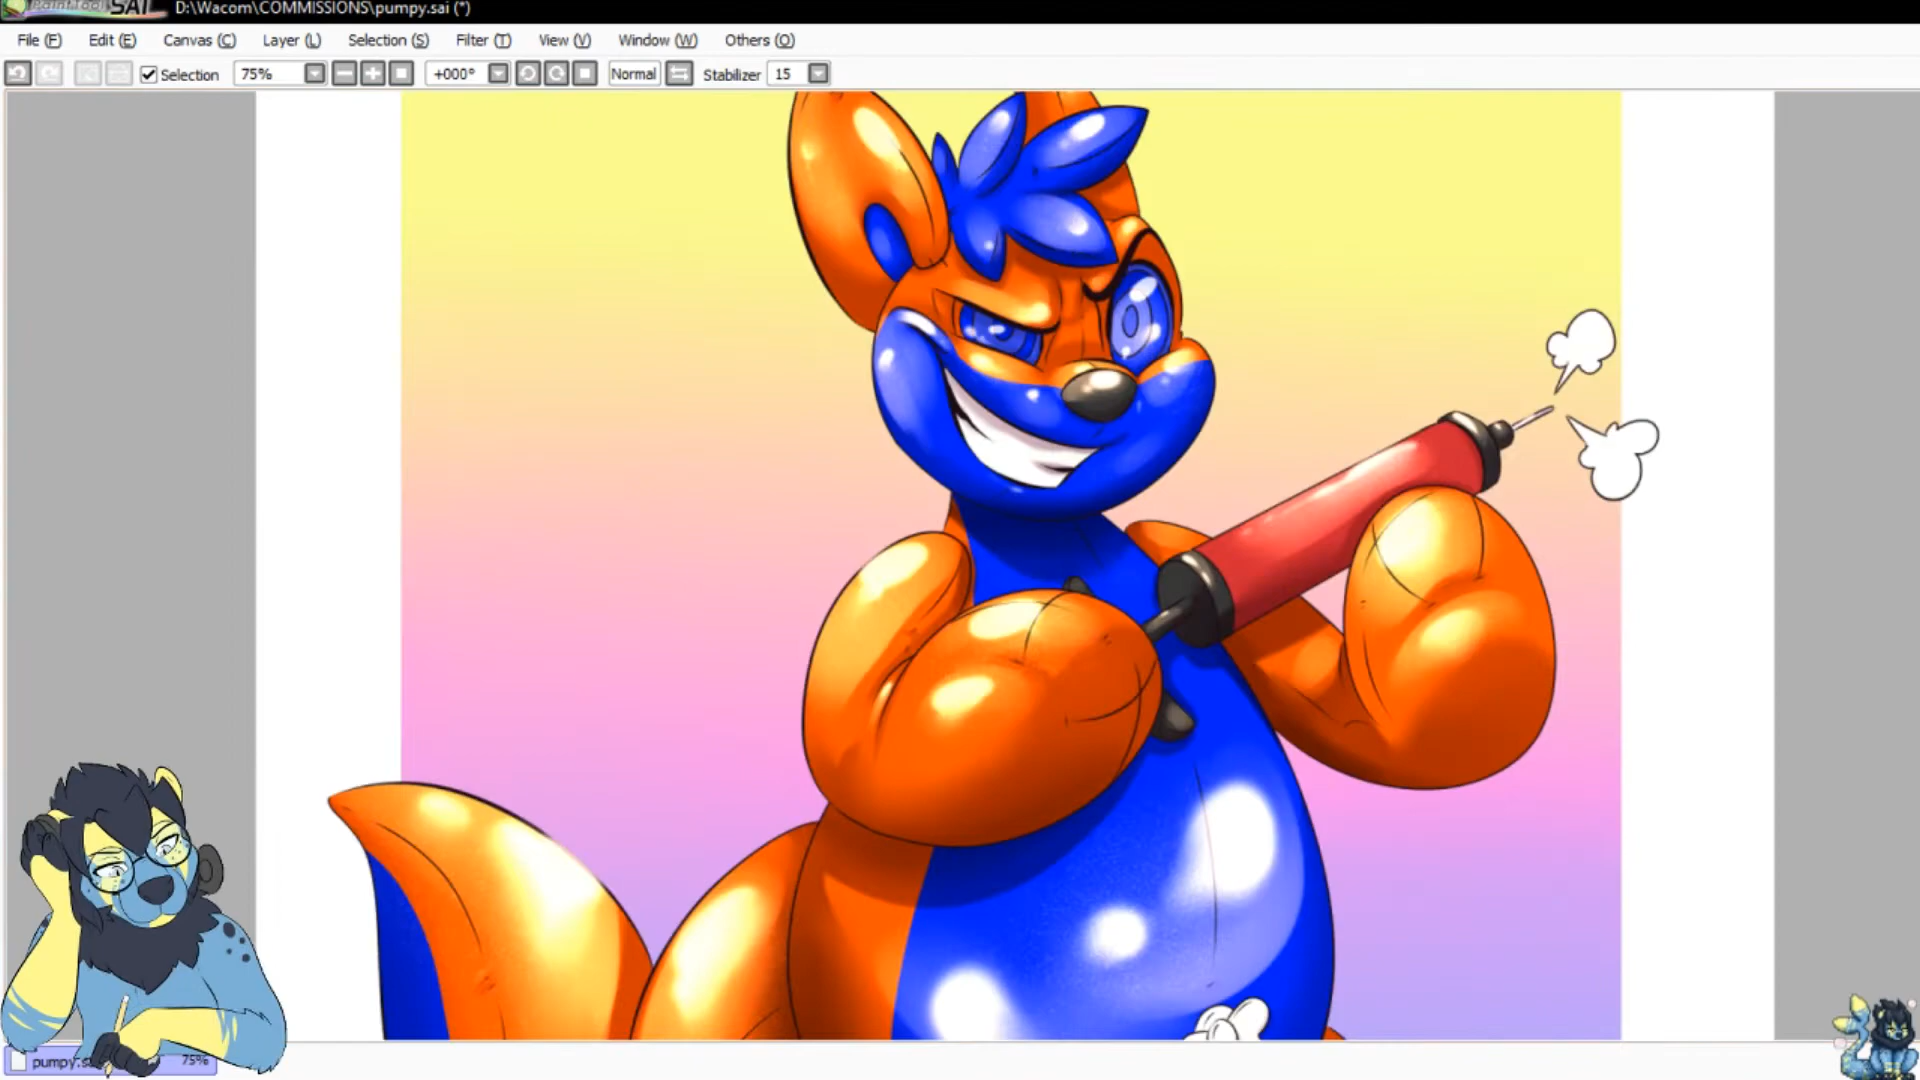 PaintTool SAI D:\Wacom\COMMISSIONS\pumpy.sai (*)
File (F) Edit (E) Canvas (C) Layer (L) Selection (S) Filter (T) View (V) Window (W) Others (O)
Selection 75% +000° Normal Stabilizer 15
75%